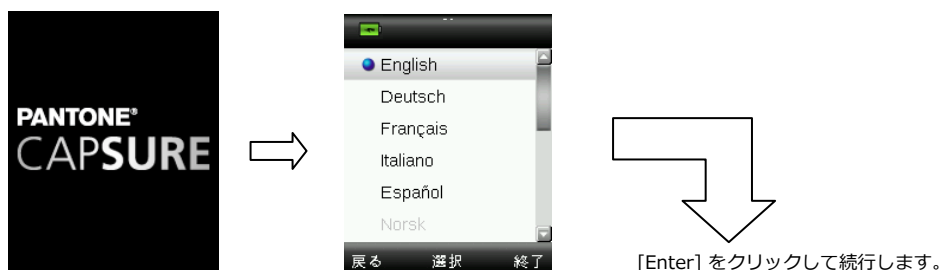 PANTONE®
CAPSURE
English
Deutsch
Français
Italiano
Español
Norsk
戻る 選択 終了
[Enter] をクリックして続行します。